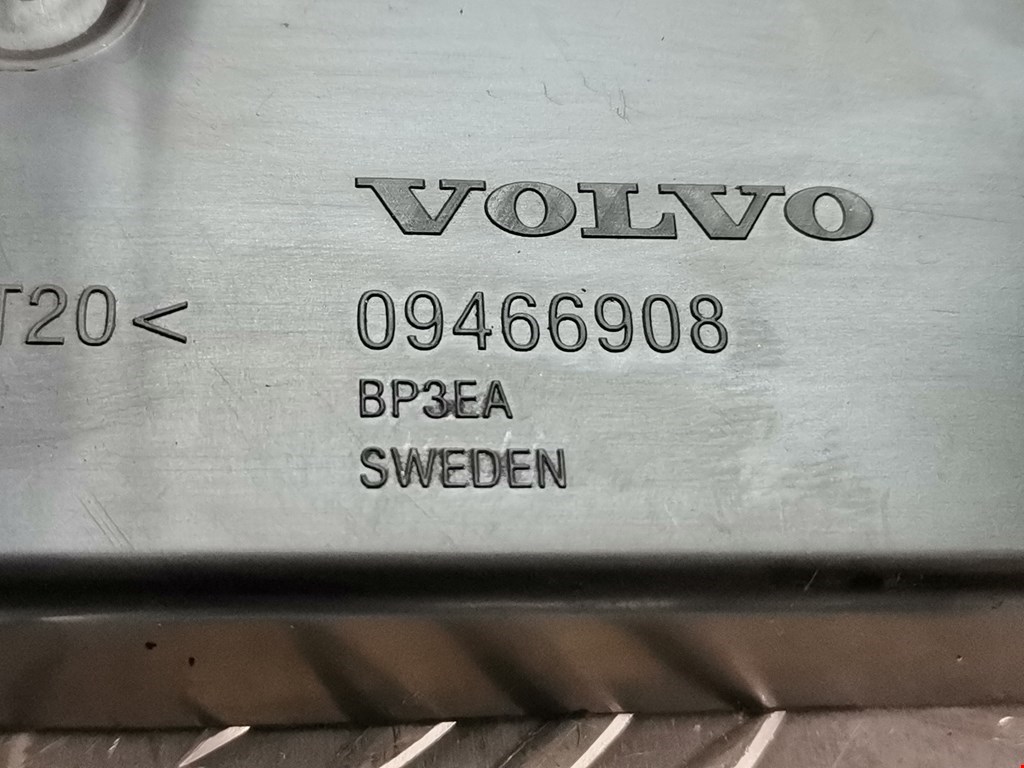 VOLVO
T20<
09466908
BP3EA
SWEDEN